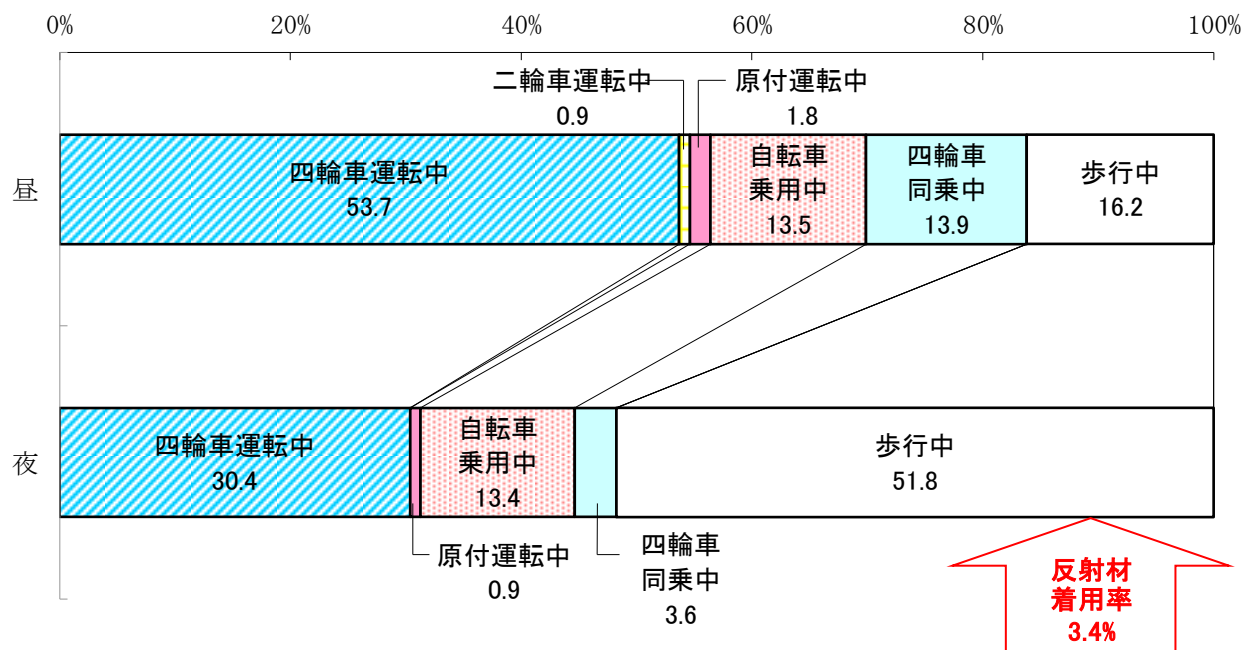 0%
20%
40%
60%
80%
100%
二輪車運転中
0.9
原付運転中
1.8
昼
四輪車運転中
53.7
自転車
乗用中
13.5
四輪車
同乗中
13.9
歩行中
16.2
夜
四輪車運転中
30.4
自転車
乗用中
13.4
歩行中
51.8
原付運転中
0.9
四輪車
同乗中
3.6
反射材
着用率
3.4%